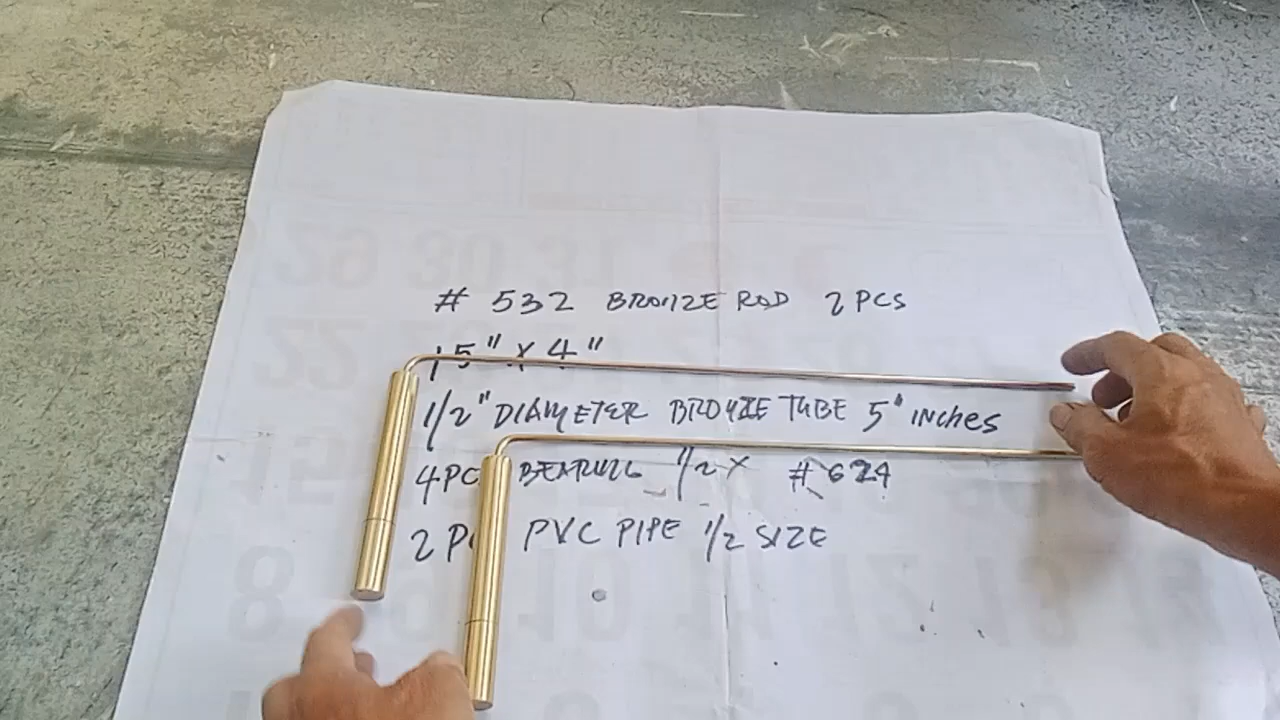 # 532 BRONZE ROD 2 PCS
15" X 4"
1/2" DIAMETER BRONZE TUBE 5" INCHES
4PC BEARING 1/2 X # 624
2 PC PVC PIPE 1/2 SIZE